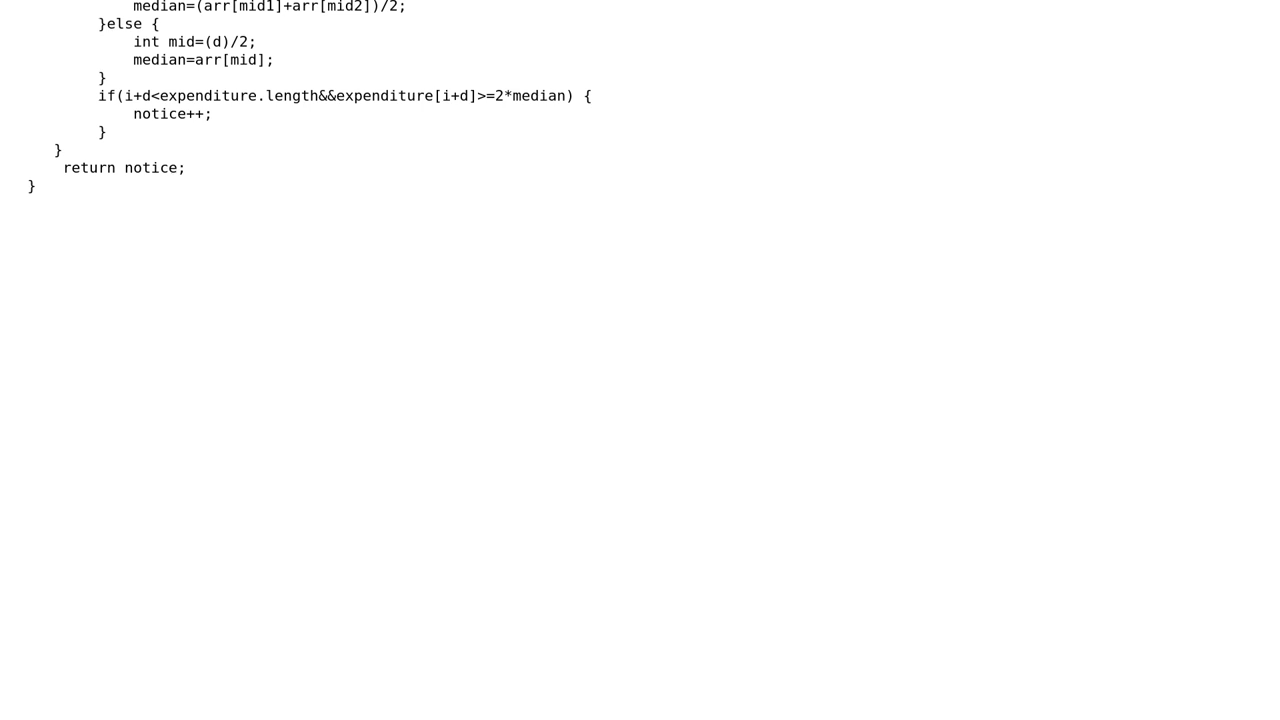 median=(arr[mid1]+arr[mid2])/2;
}else {
int mid=(d)/2;
median=arr[mid];
}
if(i+d<expenditure.length&&expenditure[i+d]>=2*median) {
notice++;
}
}
return notice;
}